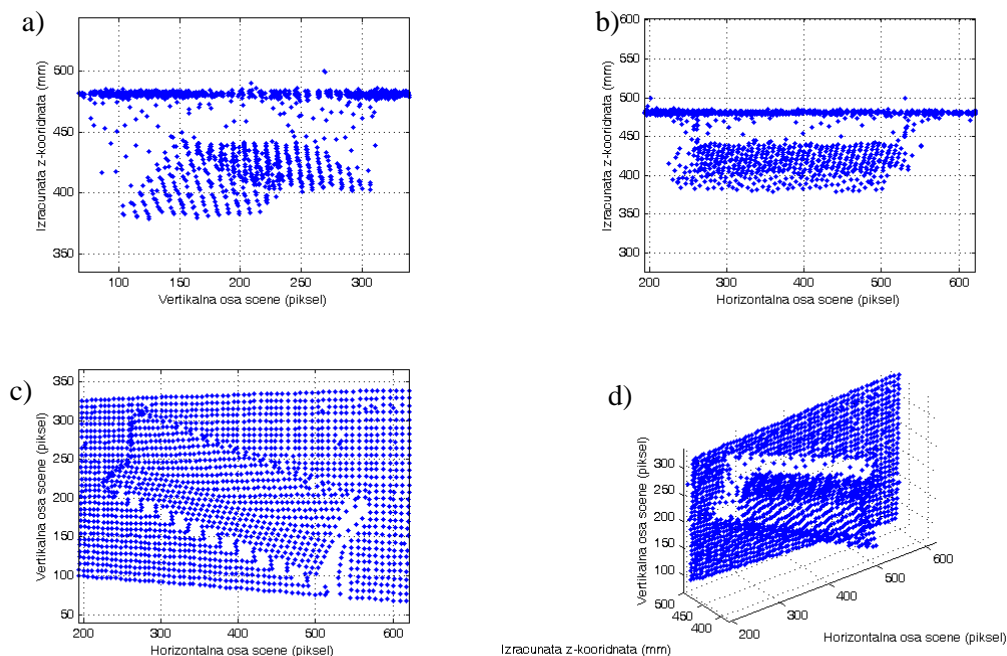 a)
500
450
400
350
Izracunata z-kooridnata (mm)
100 150 200 250 300
Vertikalna osa scene (piksel)
b)
600
550
500
450
400
350
300
Izracunata z-kooridnata (mm)
200 300 400 500 600
Horizontalna osa scene (piksel)
c)
350
300
250
200
150
100
50
Vertikalna osa scene (piksel)
200 300 400 500 600
Horizontalna osa scene (piksel)
d)
300
250
200
150
100
Vertikalna osa scene (piksel)
500
450
400
Izracunata z-kooridnata (mm)
200
300
400
500
600
Horizontalna osa scene (piksel)